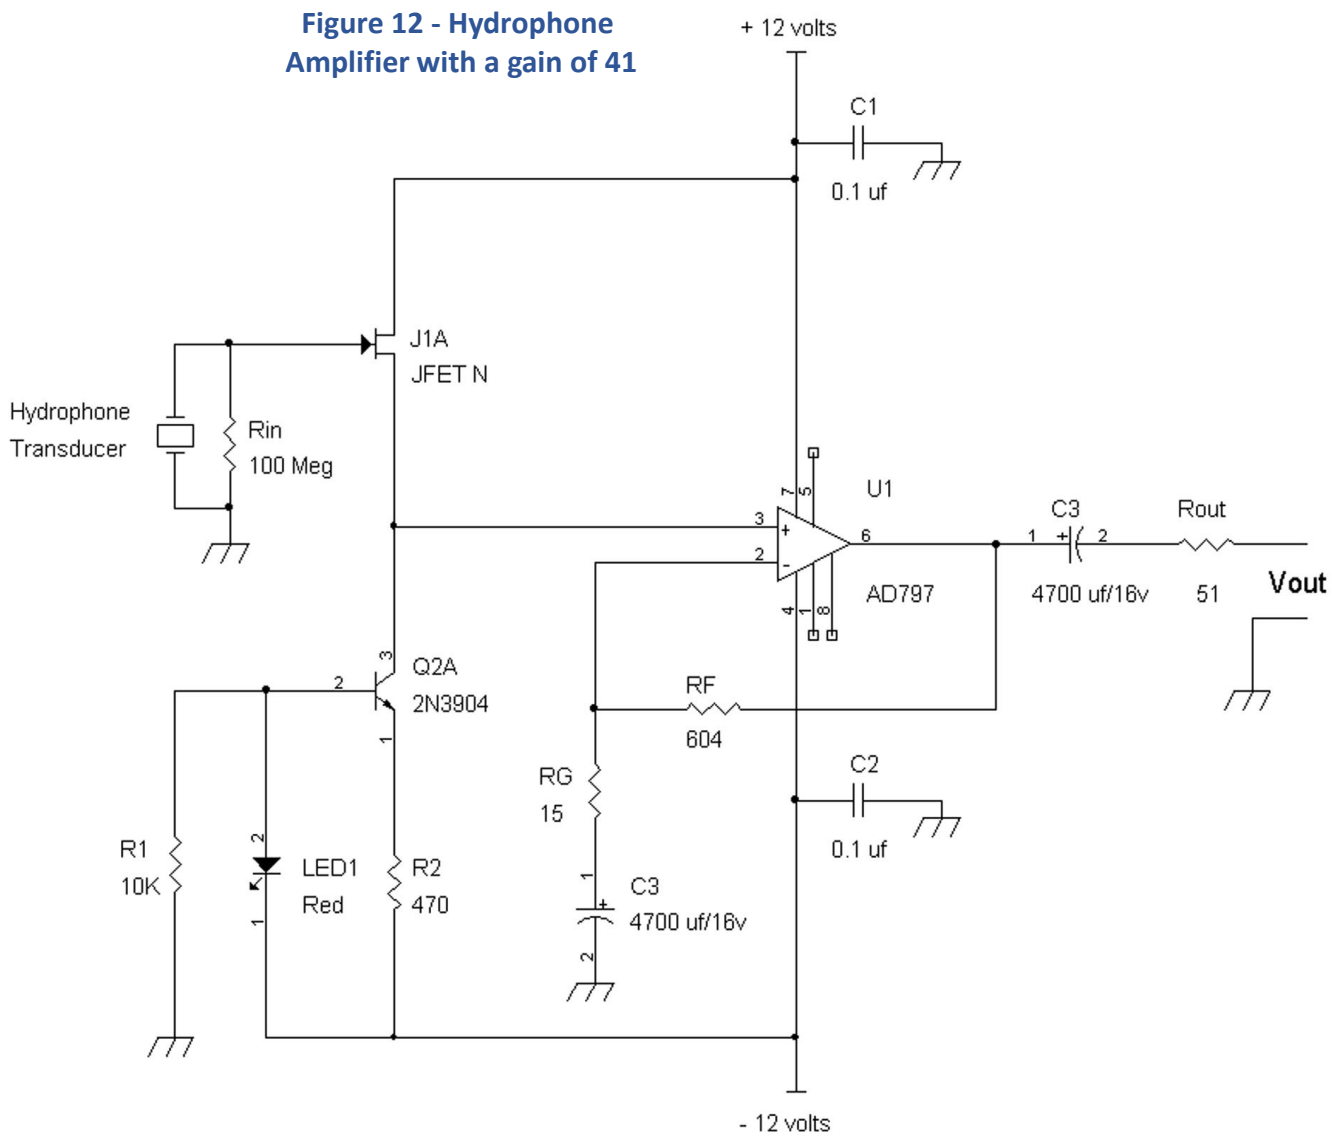 Figure 12 - Hydrophone
Amplifier with a gain of 41
+ 12 volts
C1
0.1 uf
J1A
JFET N
Hydrophone
Transducer
Rin
100 Meg
7
5
U1
3
+
2
-
6
4
1
8
AD797
1
+
C3
2
4700 uf/16v
Rout
51
Vout
3
Q2A
2
2N3904
1
RF
604
RG
15
C2
0.1 uf
R1
10K
2
LED1
Red
1
R2
470
1
+
C3
4700 uf/16v
2
- 12 volts